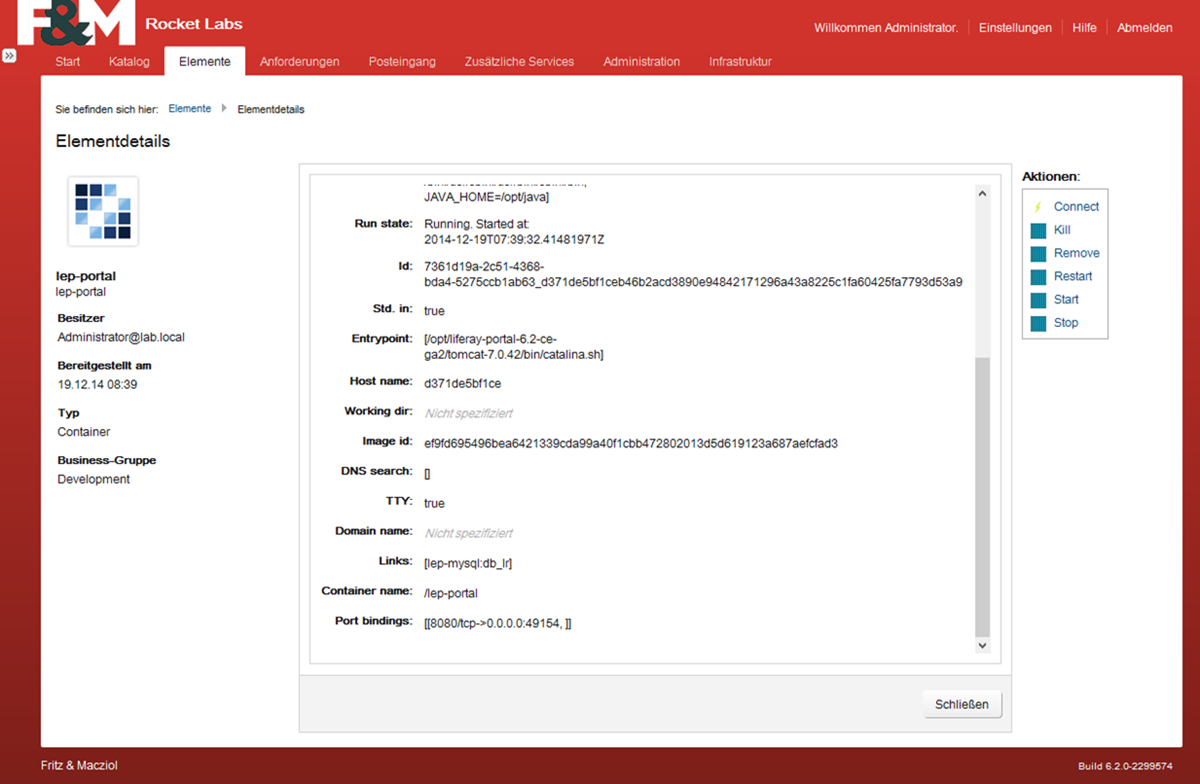 F&M Rocket Labs
Willkommen Administrator. Einstellungen Hilfe Abmelden
Start Katalog Elemente Anforderungen Posteingang Zusätzliche Services Administration Infrastruktur
Sie befinden sich hier: Elemente Elementdetails
Elementdetails
lep-portal
lep-portal
Besitzer
Administrator@lab.local
Bereitgestellt am
19.12.14 08:39
Typ
Container
Business-Gruppe
Development
JAVA_HOME=/opt/java]
Run state: Running. Started at:
2014-12-19T07:39:32.41481971Z
Id: 7361d19a-2c51-4368-
bda4-5275ccb1ab63_d371de5bf1ceb46b2acd3890e94842171296a43a8225c1fa60425fa7793d53a9
Std. in: true
Entrypoint: [/opt/liferay-portal-6.2-ce-
ga2/tomcat-7.0.42/bin/catalina.sh]
Host name: d371de5bf1ce
Working dir: Nicht spezifiziert
Image id: ef9fd695496bea6421339cda99a40f1cbb472802013d5d619123a687aefcfad3
DNS search: []
TTY: true
Domain name: Nicht spezifiziert
Links: [lep-mysql:db_lr]
Container name: /lep-portal
Port bindings: [[8080/tcp->0.0.0.0:49154, ]]
Schließen
Aktionen:
Connect
Kill
Remove
Restart
Start
Stop
Fritz & Macziol
Build 6.2.0-2299574